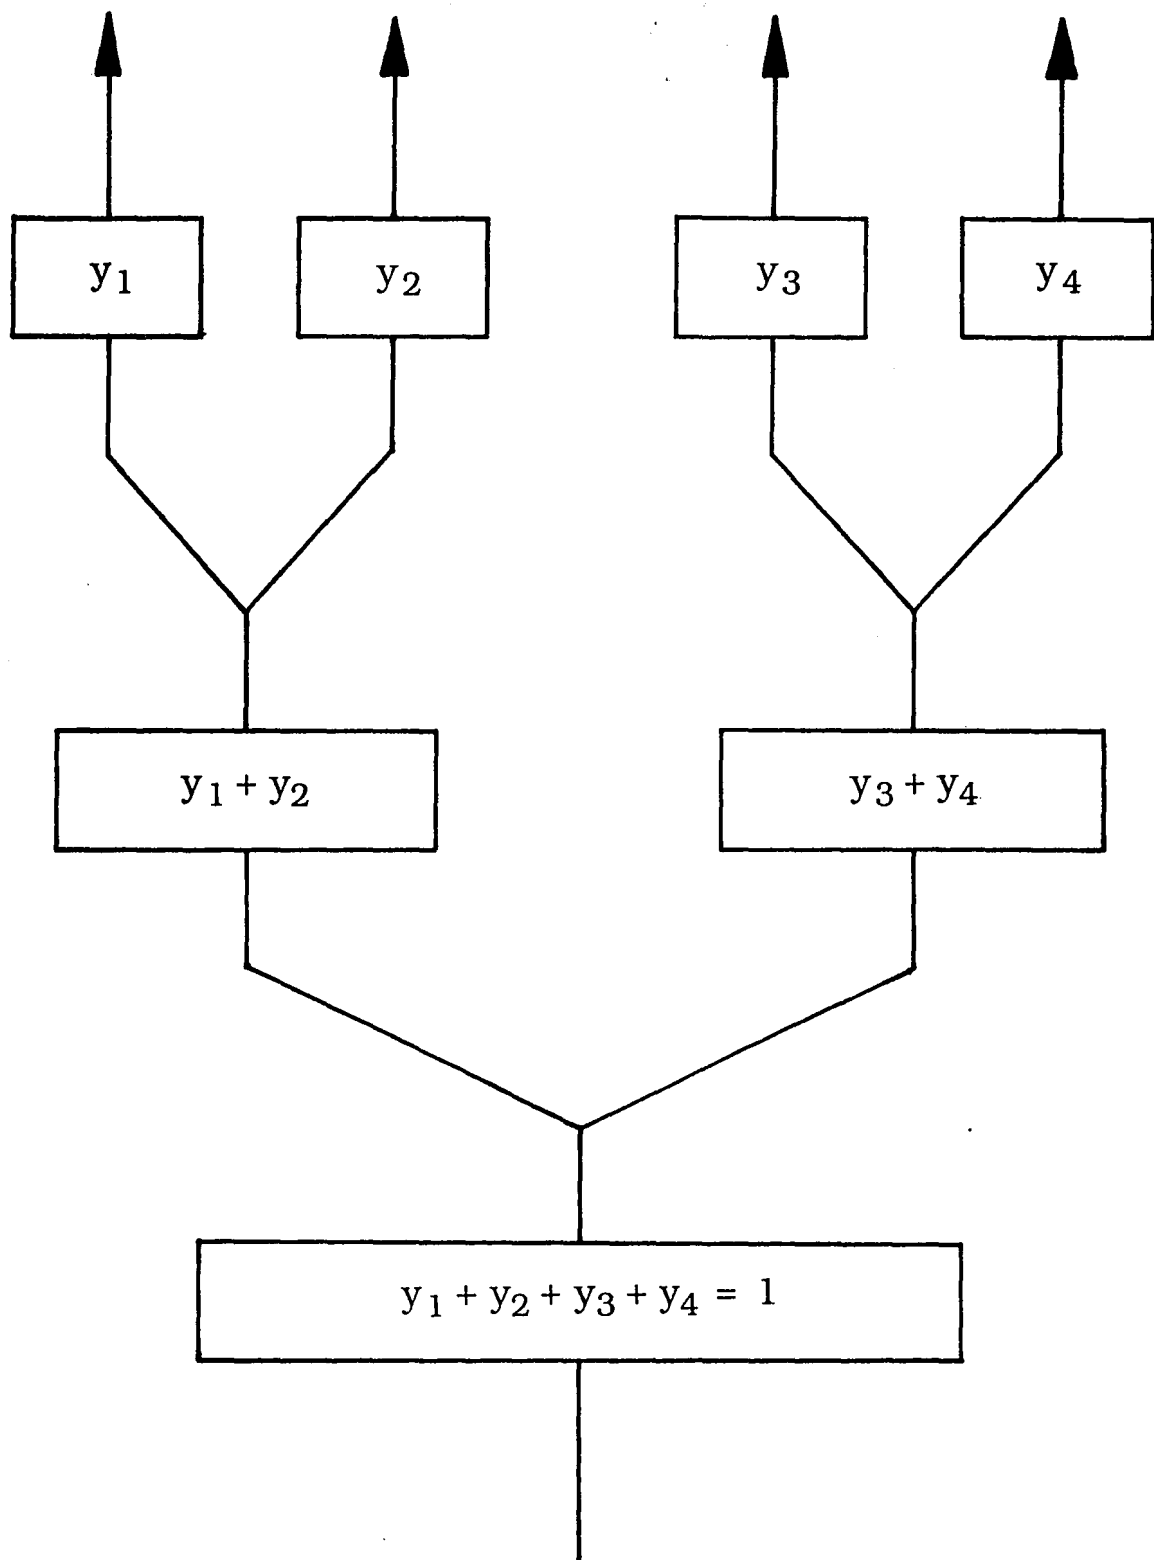 y₁
y₂
y₃
y₄
y₁ + y₂
y₃ + y₄
y₁ + y₂ + y₃ + y₄ = 1